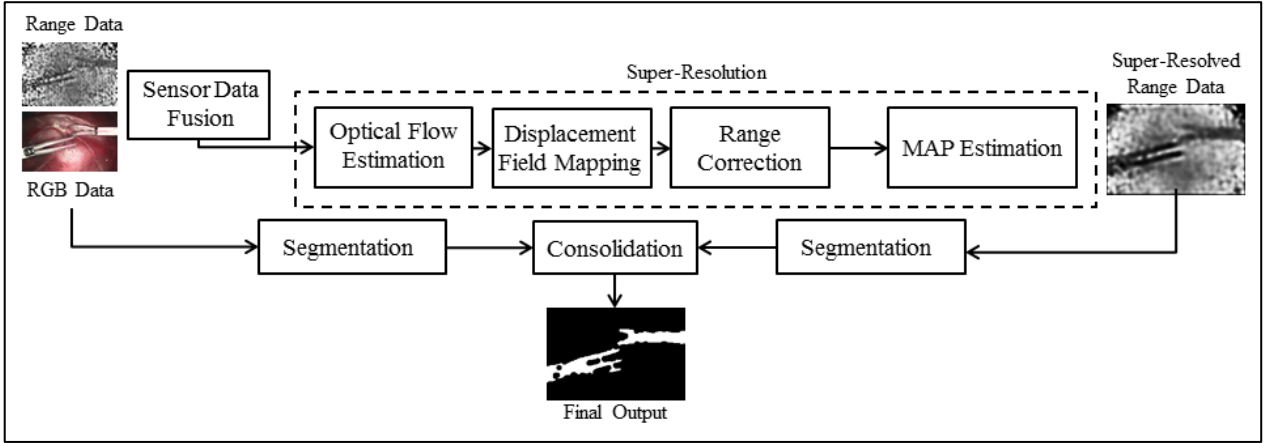 Range Data
Sensor Data
Fusion
RGB Data
Super-Resolution
Optical Flow
Estimation
Displacement
Field Mapping
Range
Correction
MAP Estimation
Super-Resolved
Range Data
Segmentation
Consolidation
Segmentation
Final Output